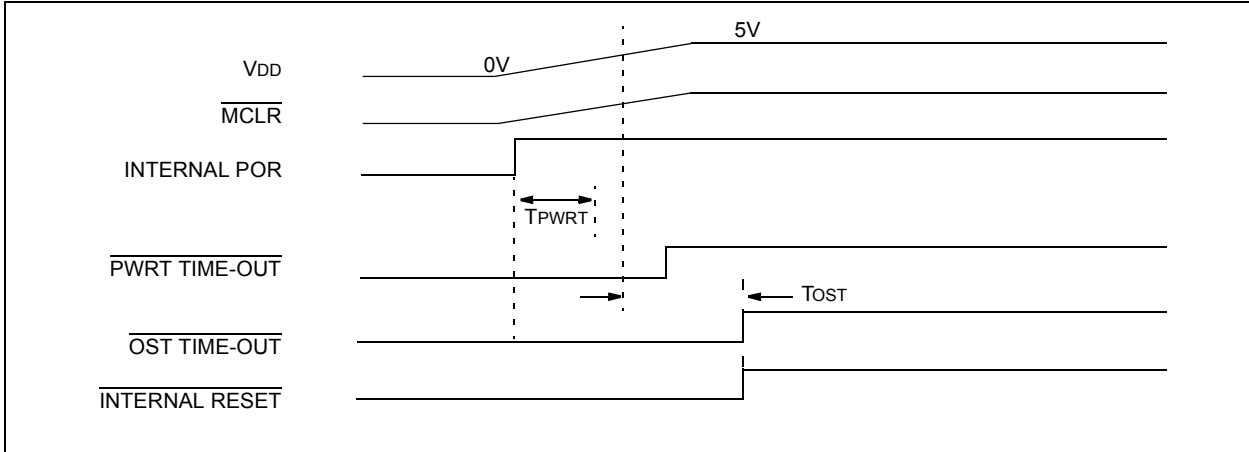 5V
0V
VDD
MCLR
INTERNAL POR
TPWRT
PWRT TIME-OUT
TOST
OST TIME-OUT
INTERNAL RESET